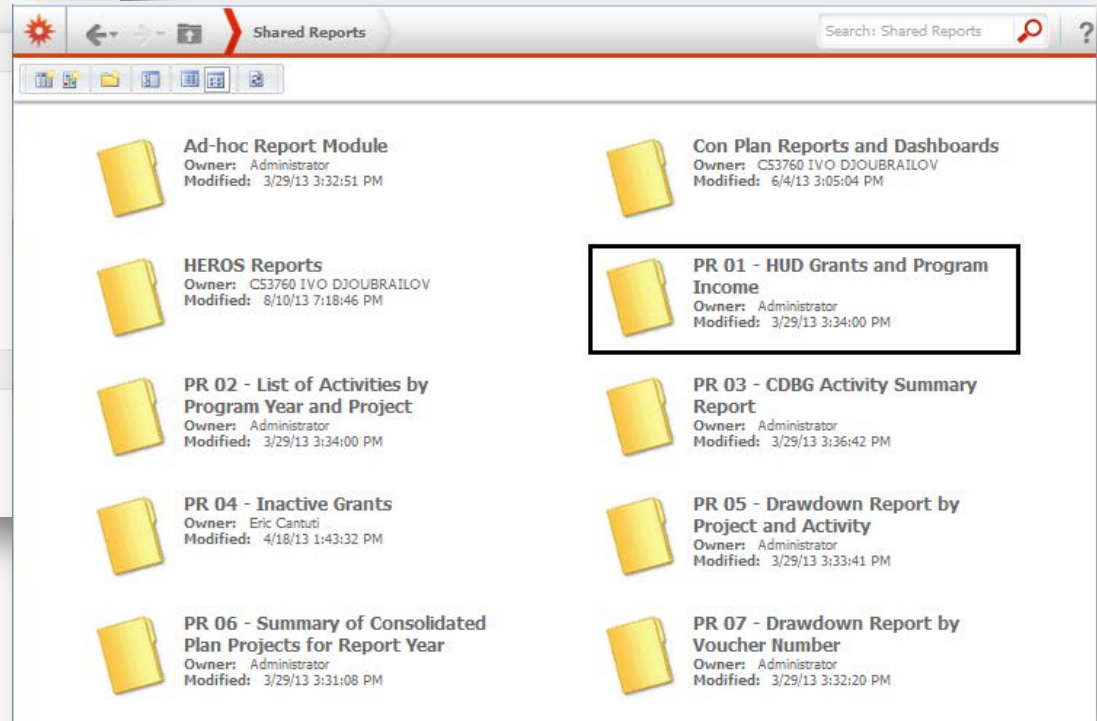 Shared Reports
Search: Shared Reports
?
Ad-hoc Report Module
Owner: Administrator
Modified: 3/29/13 3:32:51 PM
Con Plan Reports and Dashboards
Owner: C53760 IVO DJOUBRAILOV
Modified: 6/4/13 3:05:04 PM
HEROS Reports
Owner: C53760 IVO DJOUBRAILOV
Modified: 8/10/13 7:18:46 PM
PR 01 - HUD Grants and Program
Income
Owner: Administrator
Modified: 3/29/13 3:34:00 PM
PR 02 - List of Activities by
Program Year and Project
Owner: Administrator
Modified: 3/29/13 3:34:00 PM
PR 03 - CDBG Activity Summary
Report
Owner: Administrator
Modified: 3/29/13 3:36:42 PM
PR 04 - Inactive Grants
Owner: Eric Cantuti
Modified: 4/18/13 1:43:32 PM
PR 05 - Drawdown Report by
Project and Activity
Owner: Administrator
Modified: 3/29/13 3:33:41 PM
PR 06 - Summary of Consolidated
Plan Projects for Report Year
Owner: Administrator
Modified: 3/29/13 3:31:08 PM
PR 07 - Drawdown Report by
Voucher Number
Owner: Administrator
Modified: 3/29/13 3:32:20 PM